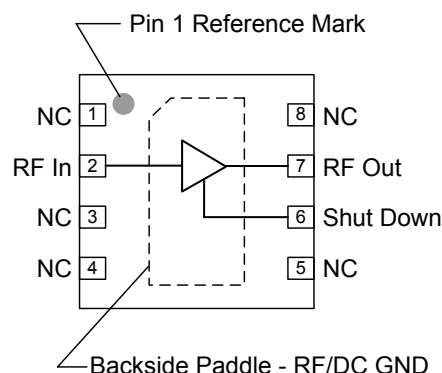 Pin 1 Reference Mark
NC 1 8 NC
RF In 2 7 RF Out
NC 3 6 Shut Down
NC 4 5 NC
Backside Paddle - RF/DC GND